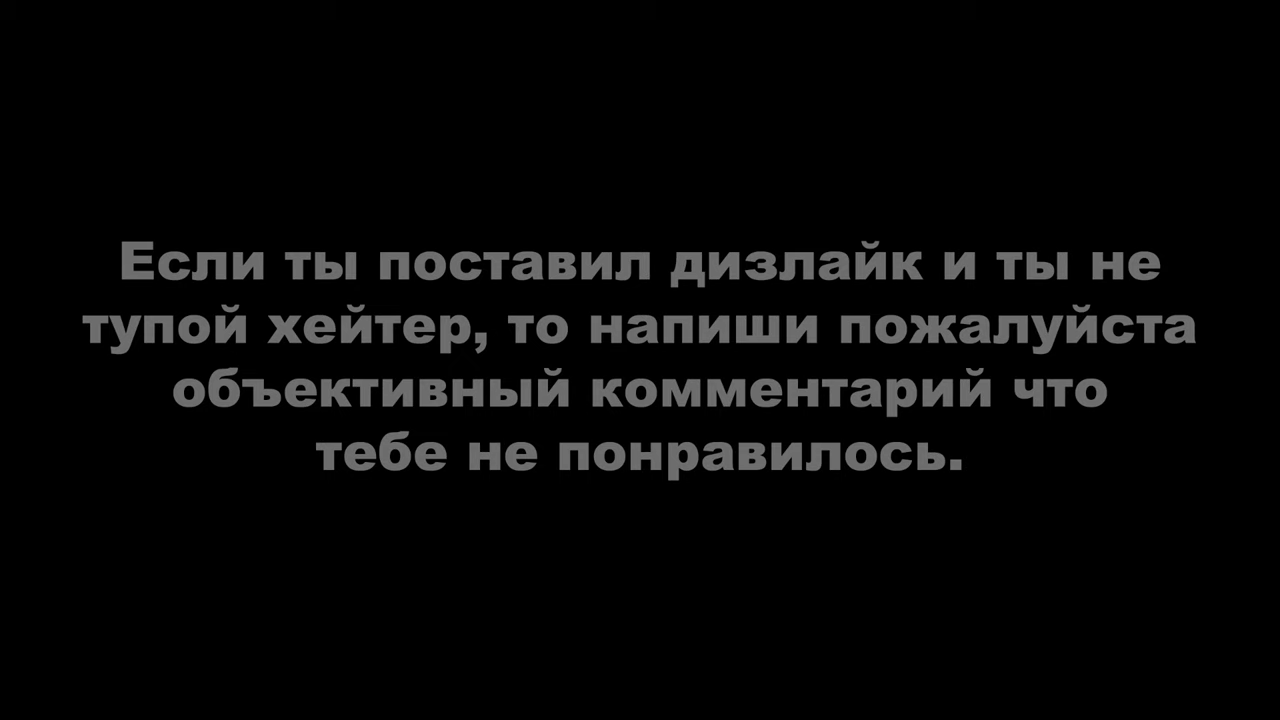 Если ты поставил дизлайк и ты не
тупой хейтер, то напиши пожалуйста
объективный комментарий что
тебе не понравилось.